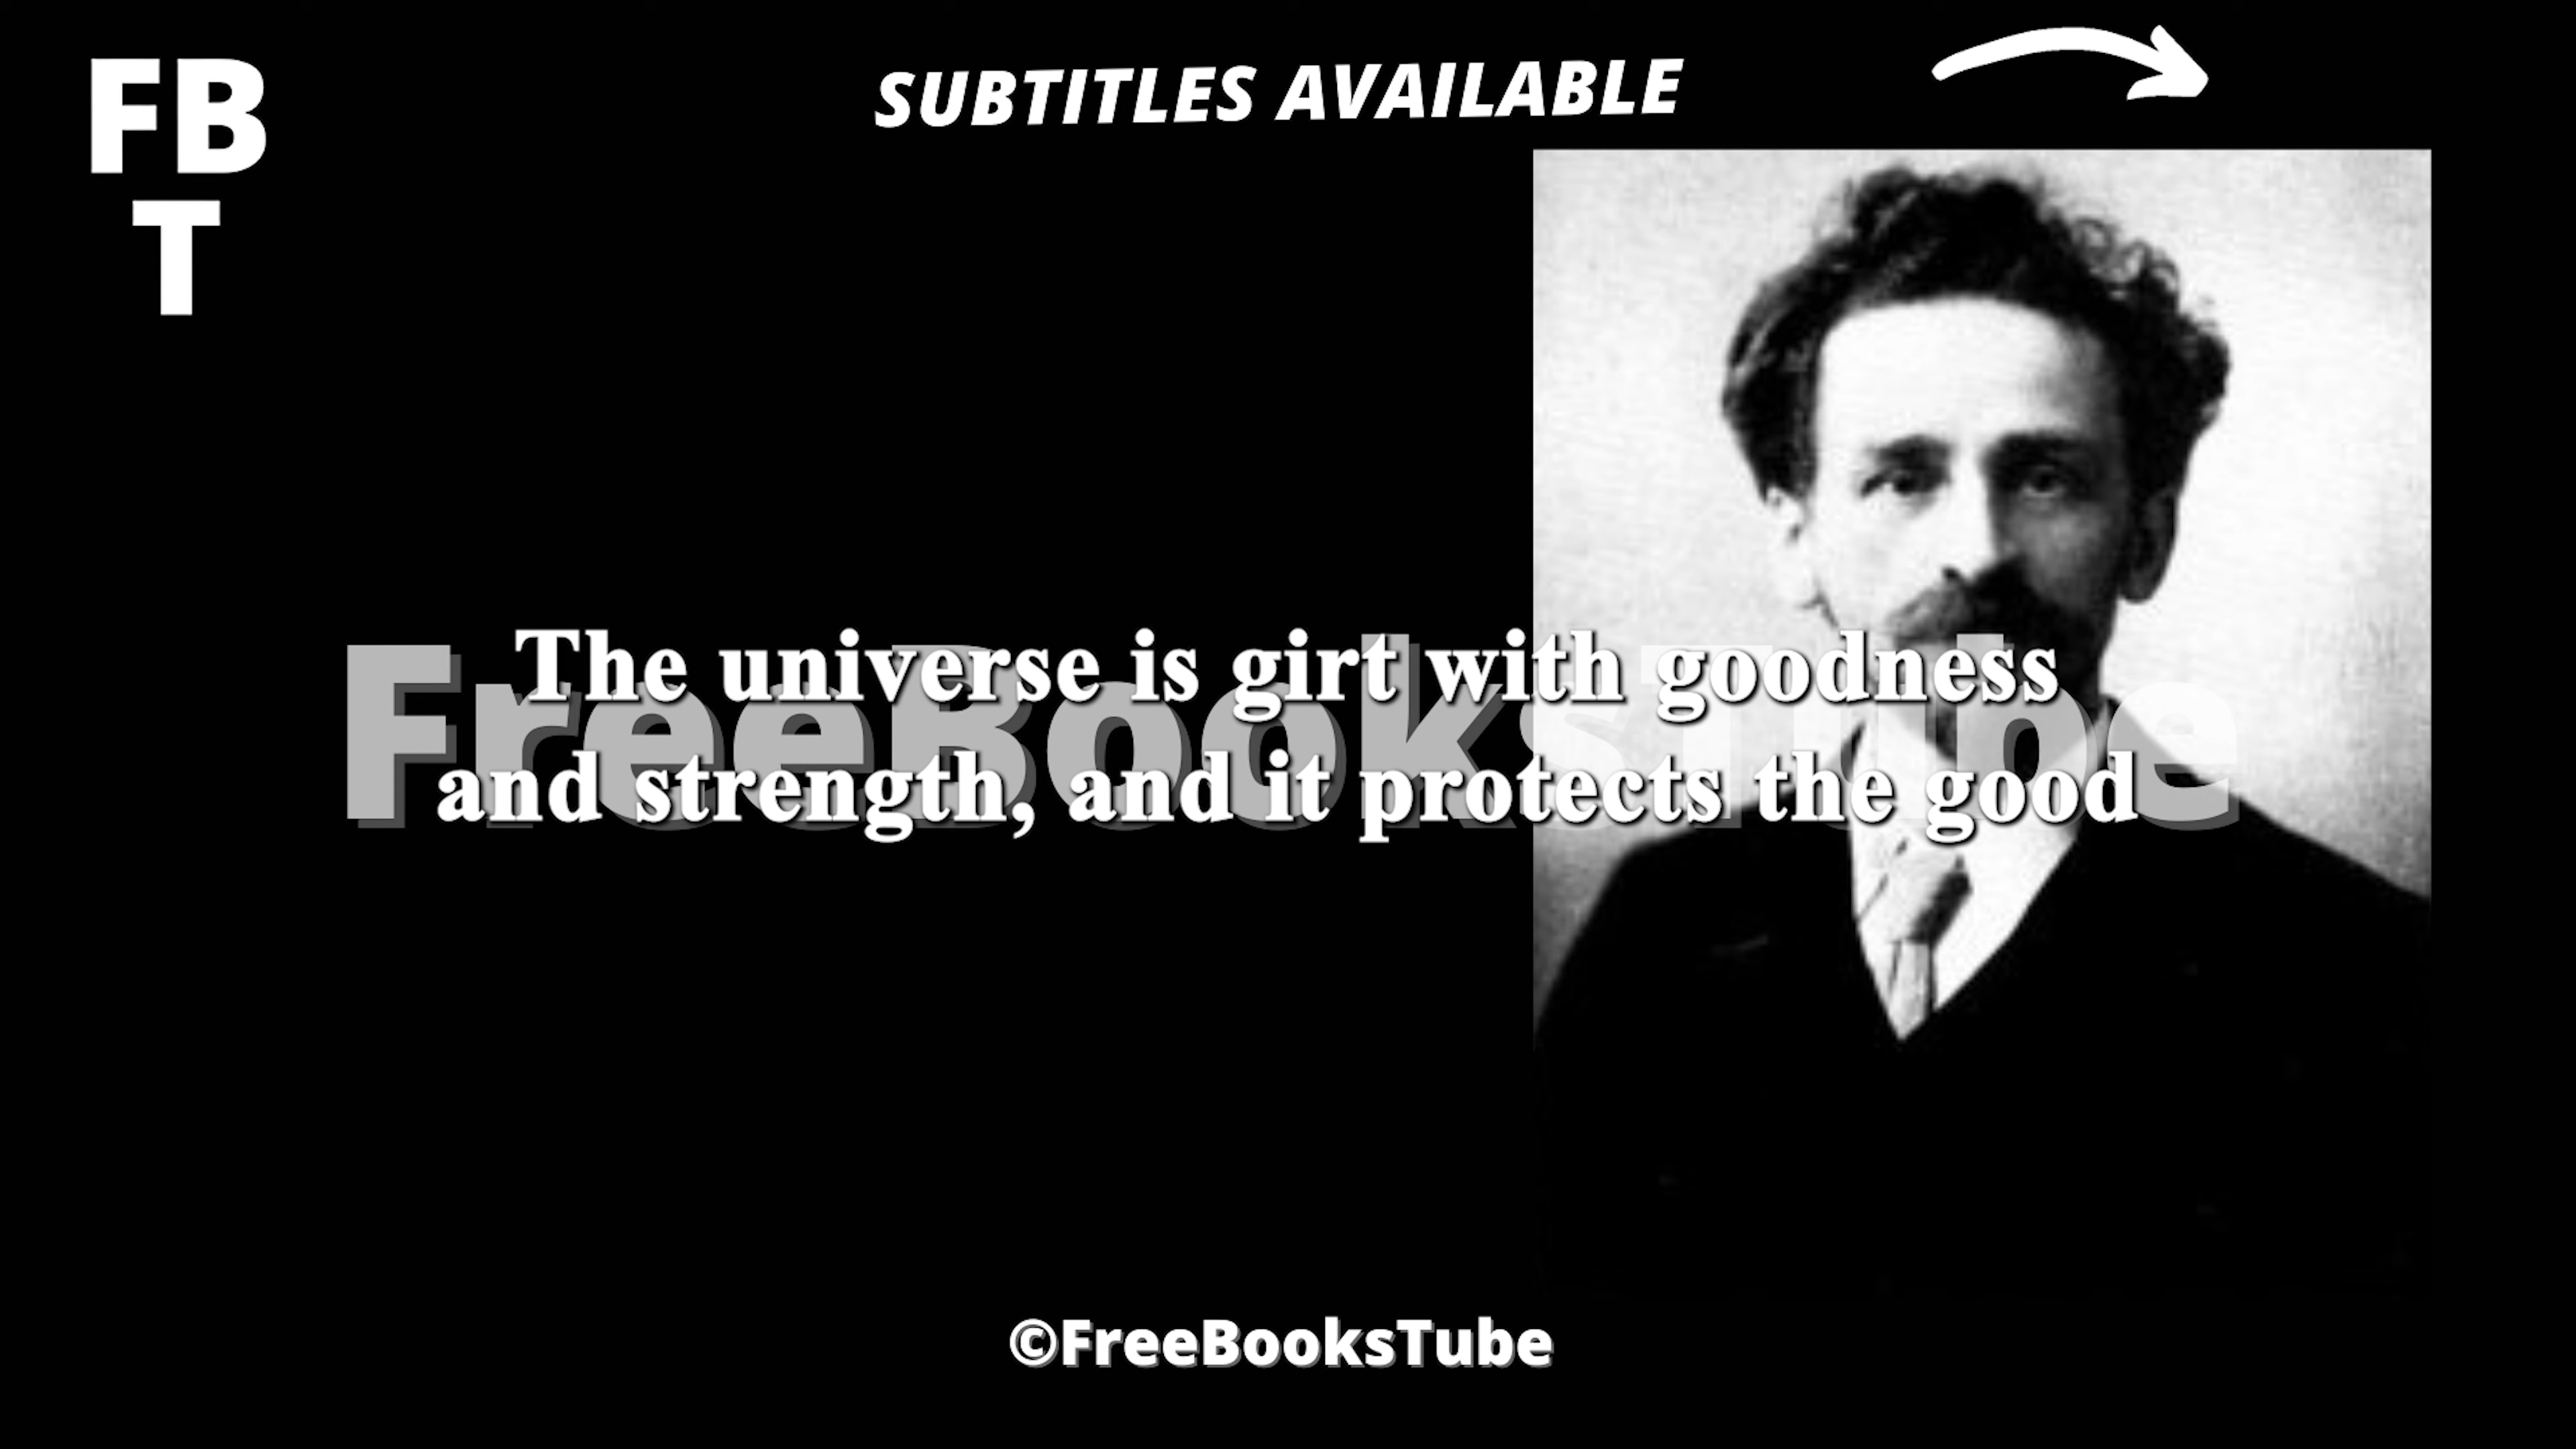 FB
T
SUBTITLES AVAILABLE
FreeBooksTube
The universe is girt with goodness
and strength, and it protects the good
©FreeBooksTube